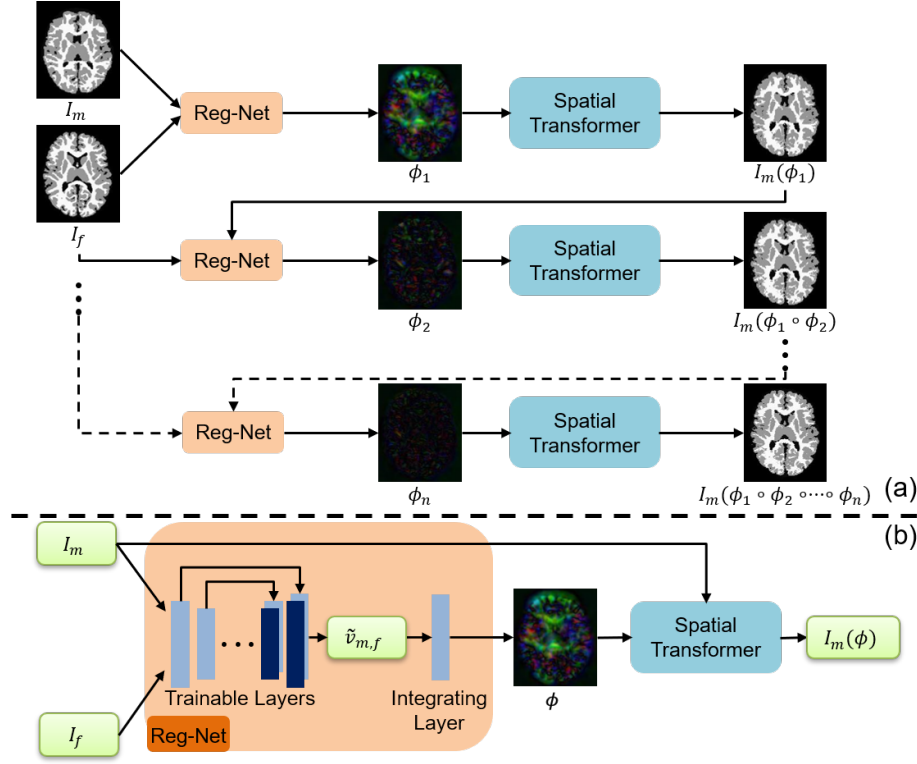 I_m
Reg-Net
ϕ_1
Spatial
Transformer
I_m(ϕ_1)
I_f
Reg-Net
ϕ_2
Spatial
Transformer
I_m(ϕ_1 ∘ ϕ_2)
Reg-Net
ϕ_n
Spatial
Transformer
I_m(ϕ_1 ∘ ϕ_2 ∘⋯∘ ϕ_n)
(a)
(b)
I_m
I_f
Trainable Layers
ṽ_{m,f}
Integrating
Layer
Reg-Net
ϕ
Spatial
Transformer
I_m(ϕ)